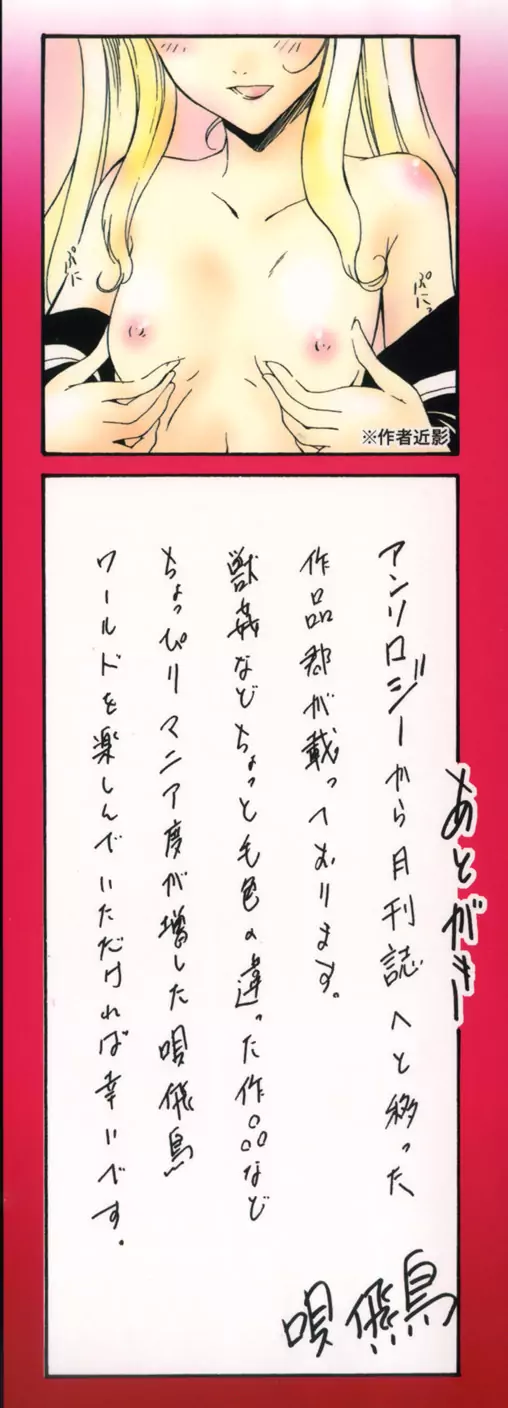 ぷに
ぷにっ
※作者近影
あとがきー
アンソロジーから月刊誌へと移った
作品郡が載っております。
獣姦などちょっと毛色の違った作品など
ちょっぴりマニア度が増した唄飛鳥
ワールドを楽しんでいただければ幸いです.
唄飛鳥